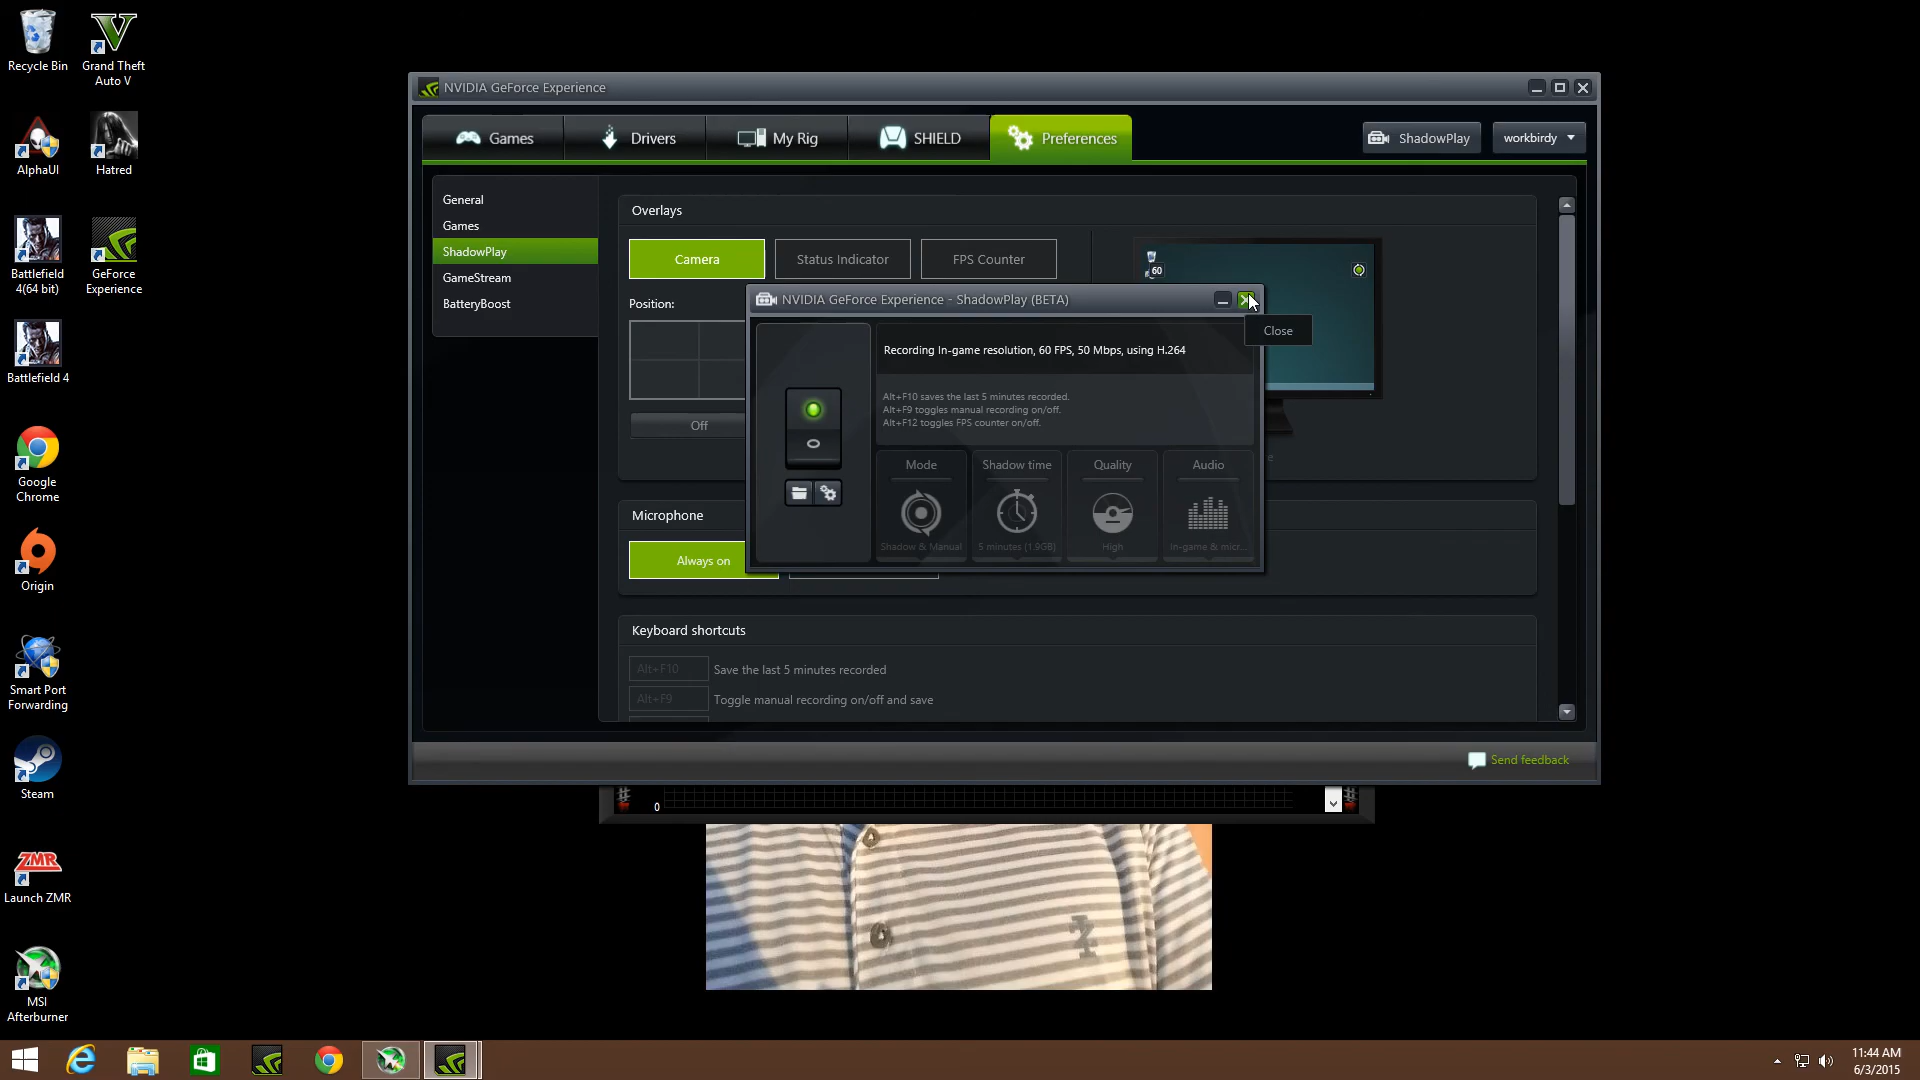 Recycle Bin
Grand Theft
Auto V
AlphaUI
Hatred
Battlefield
4(64 bit)
GeForce
Experience
Battlefield 4
Google
Chrome
Origin
Smart Port
Forwarding
Steam
ZMR
Launch ZMR
MSI
Afterburner
NVIDIA GeForce Experience
Games
Drivers
My Rig
SHIELD
Preferences
ShadowPlay
workbirdy
General
Games
ShadowPlay
GameStream
BatteryBoost
Overlays
Camera
Status Indicator
FPS Counter
60
Position:
Off
NVIDIA GeForce Experience - ShadowPlay (BETA)
Close
Recording In-game resolution, 60 FPS, 50 Mbps, using H.264
Alt+F10 saves the last 5 minutes recorded.
Alt+F9 toggles manual recording on/off.
Alt+F12 toggles FPS counter on/off.
Mode
Shadow time
Quality
Audio
Shadow & Manual
5 minutes (1.9GB)
High
In-game & micr...
Microphone
Always on
Keyboard shortcuts
Alt+F10
Save the last 5 minutes recorded
Alt+F9
Toggle manual recording on/off and save
Send feedback
0
11:44 AM
6/3/2015